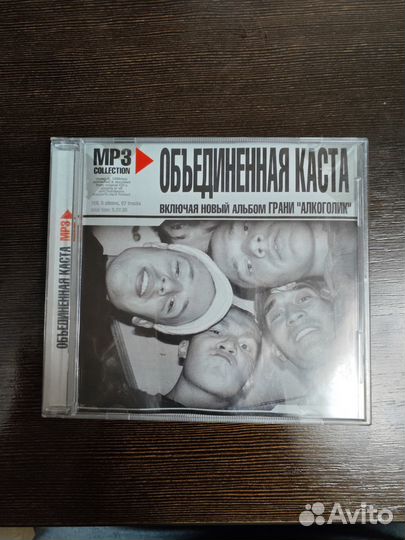 MP3
COLLECTION
ОБЪЕДИНЕННАЯ КАСТА
ВКЛЮЧАЯ НОВЫЙ АЛЬБОМ ГРАНИ "АЛКОГОЛИК"
ОБЪЕДИНЕННАЯ КАСТА MP3
Avito